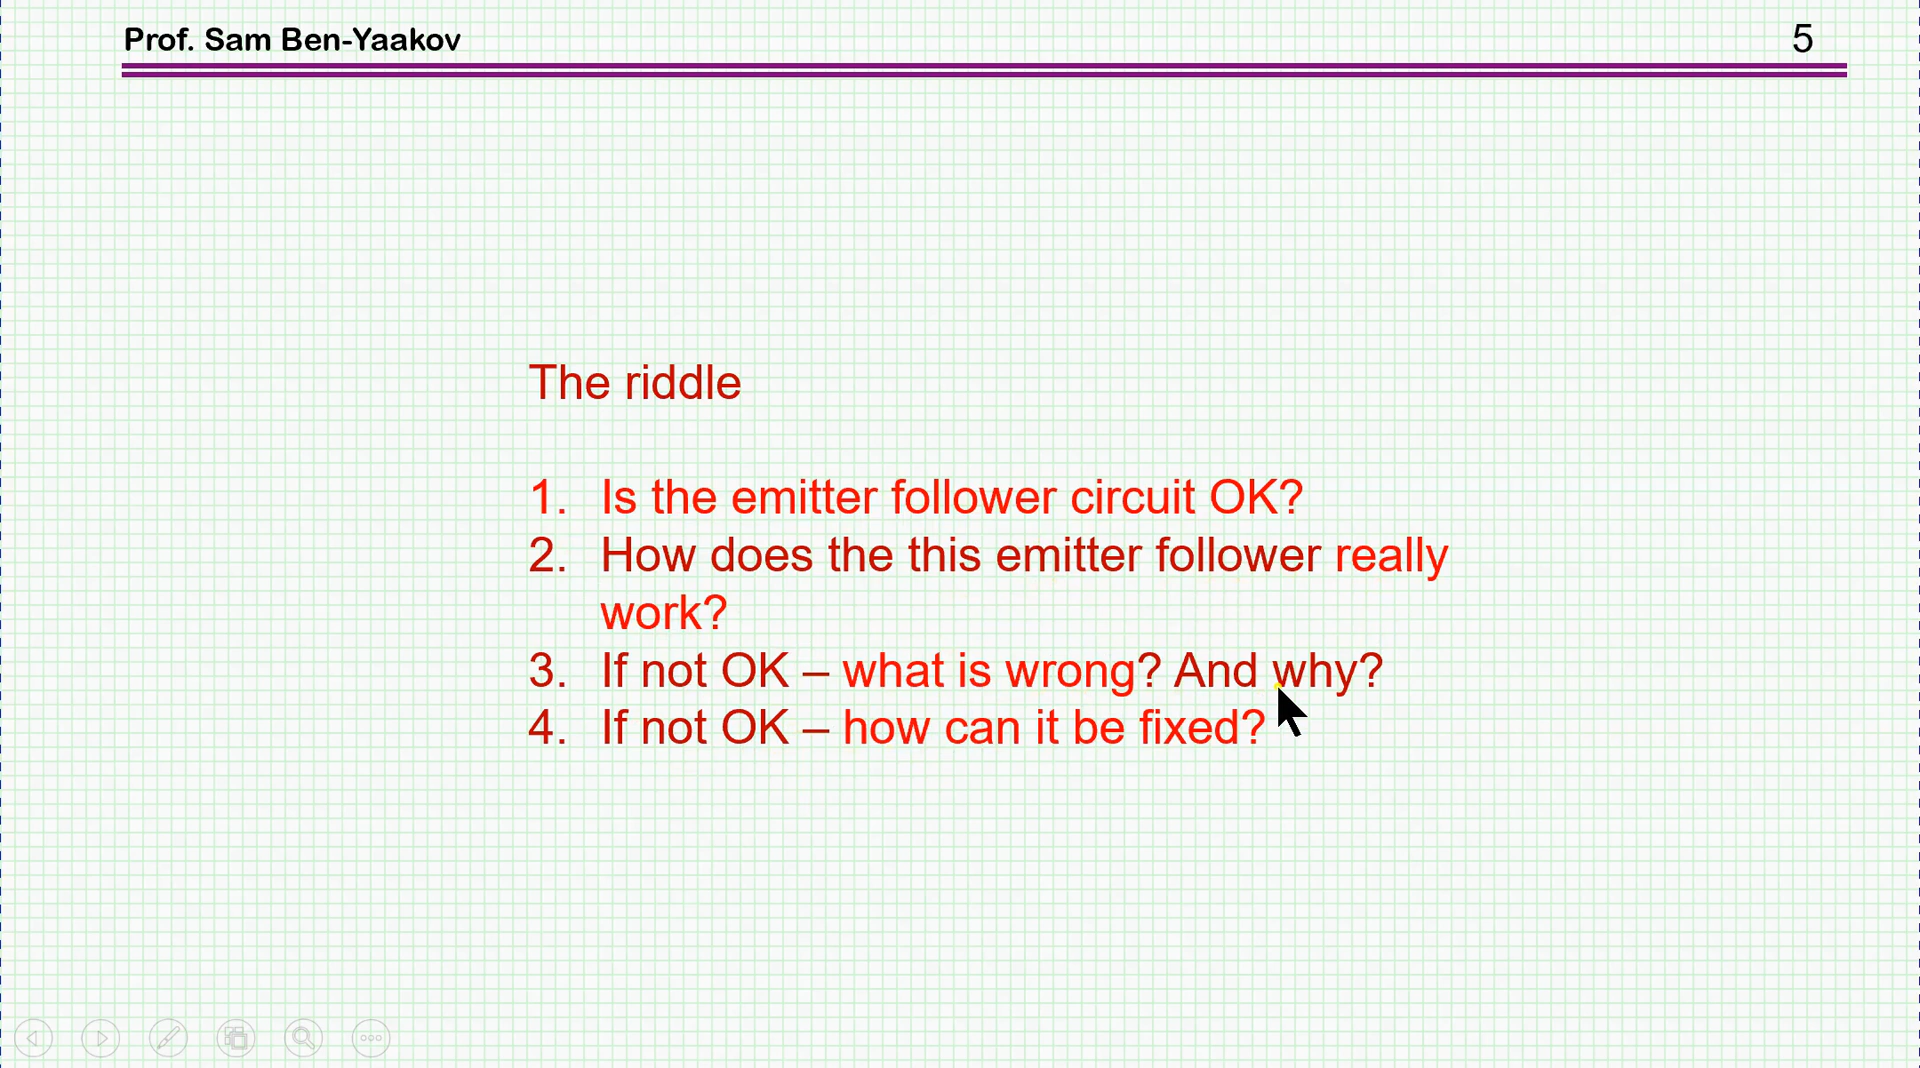 Prof. Sam Ben-Yaakov
5
The riddle
1. Is the emitter follower circuit OK?
2. How does the this emitter follower really
work?
3. If not OK – what is wrong? And why?
4. If not OK – how can it be fixed?